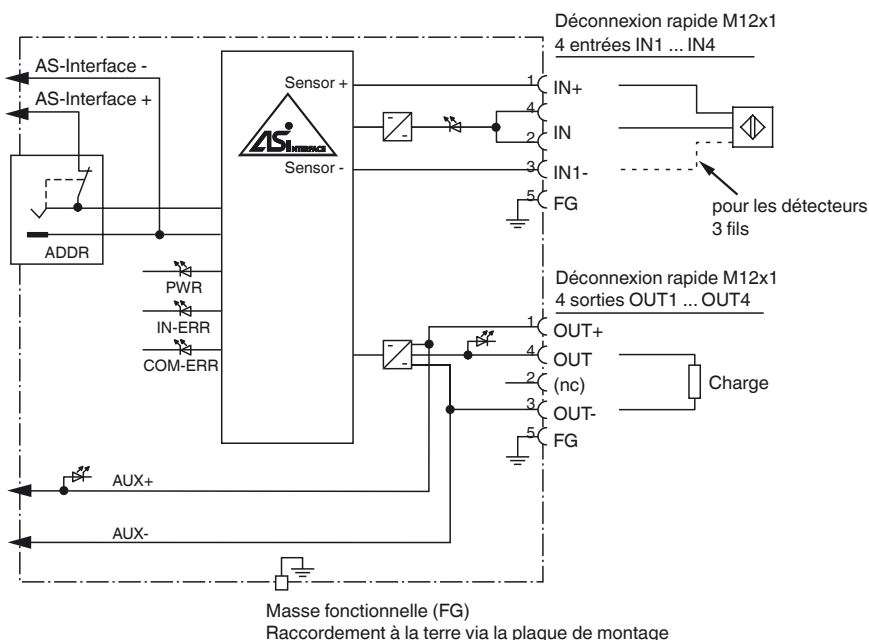 Déconnexion rapide M12x1
4 entrées IN1 ... IN4
AS-Interface -
AS-Interface +
ADDR
PWR
IN-ERR
COM-ERR
Sensor +
ASi
INTERFACE
Sensor -
1
IN+
4
IN
2
3
IN1-
5
FG
pour les détecteurs
3 fils
Déconnexion rapide M12x1
4 sorties OUT1 ... OUT4
1
OUT+
4
OUT
2
(nc)
3
OUT-
5
FG
Charge
AUX+
AUX-
Masse fonctionnelle (FG)
Raccordement à la terre via la plaque de montage